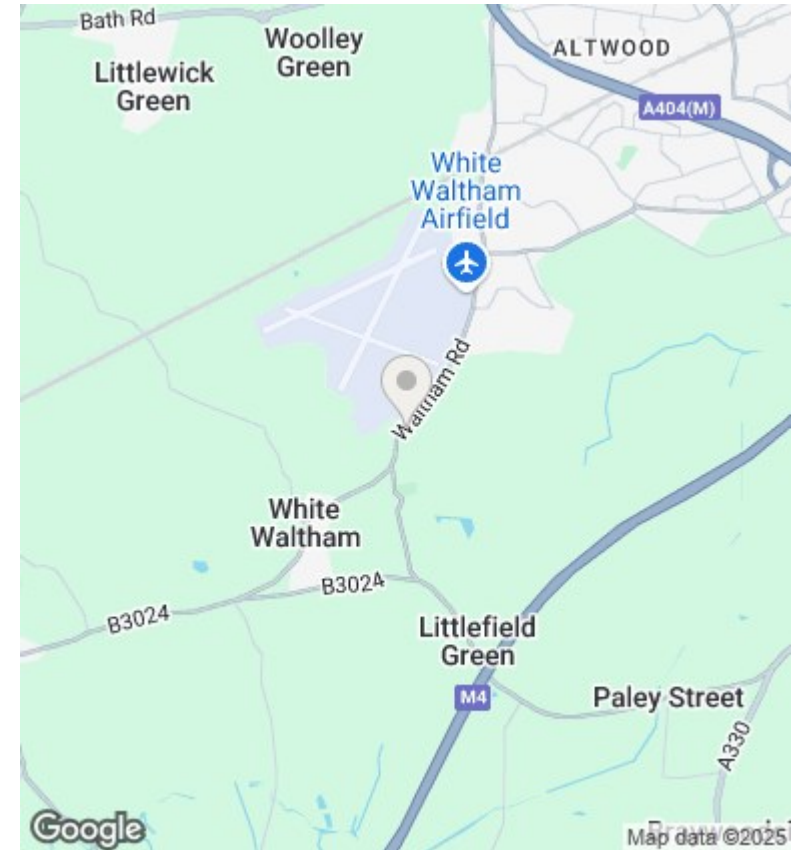 Bath Rd
Woolley
Green
ALTWOOD
Littlewick
Green
A404(M)
White
Waltham
Airfield
Waltham Rd
White
Waltham
B3024
B3024
Littlefield
Green
M4
Paley Street
A330
Google
Map data ©2025